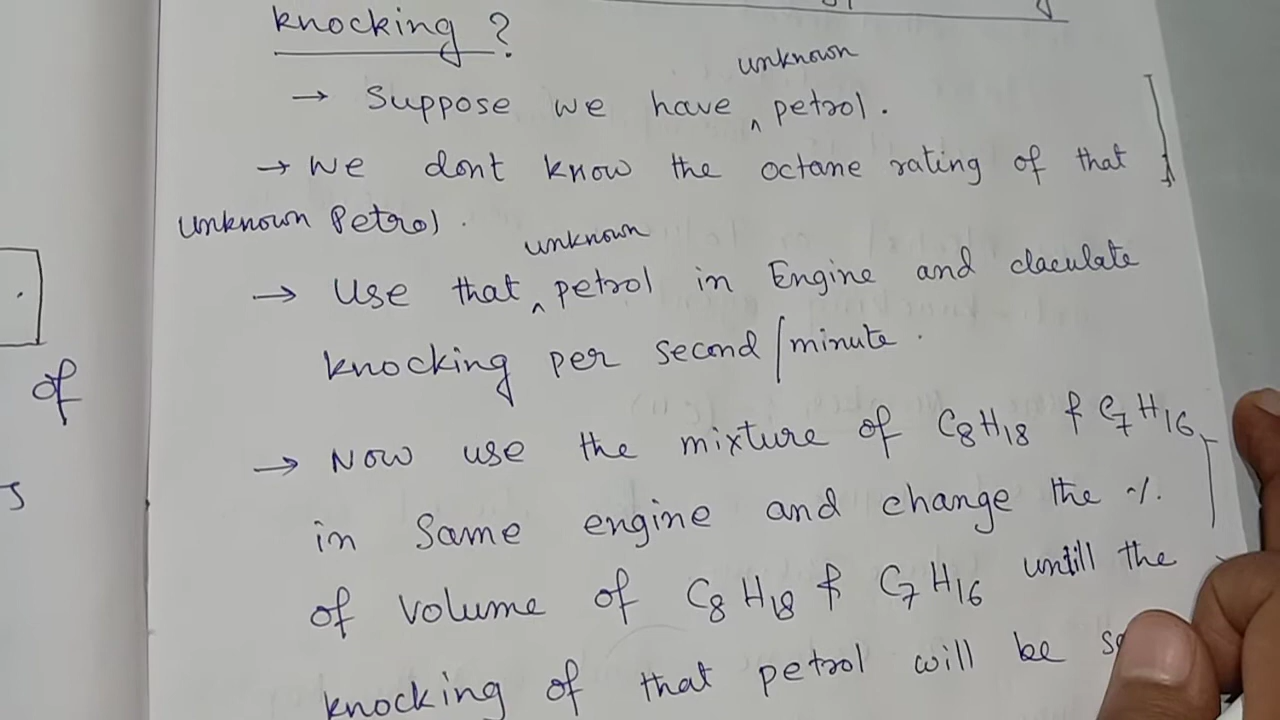 knocking ?
unknown
→ Suppose we have ^ petrol.
→ We dont know the octane rating of that
unknown Petrol.
unknown
→ Use that ^ petrol in Engine and claculate
knocking per second/minute.
→ Now use the mixture of C8H18 & C7H16,
of
in Same engine and change the %
of volume of C8H18 & C7H16 untill the
knocking of that petrol will be